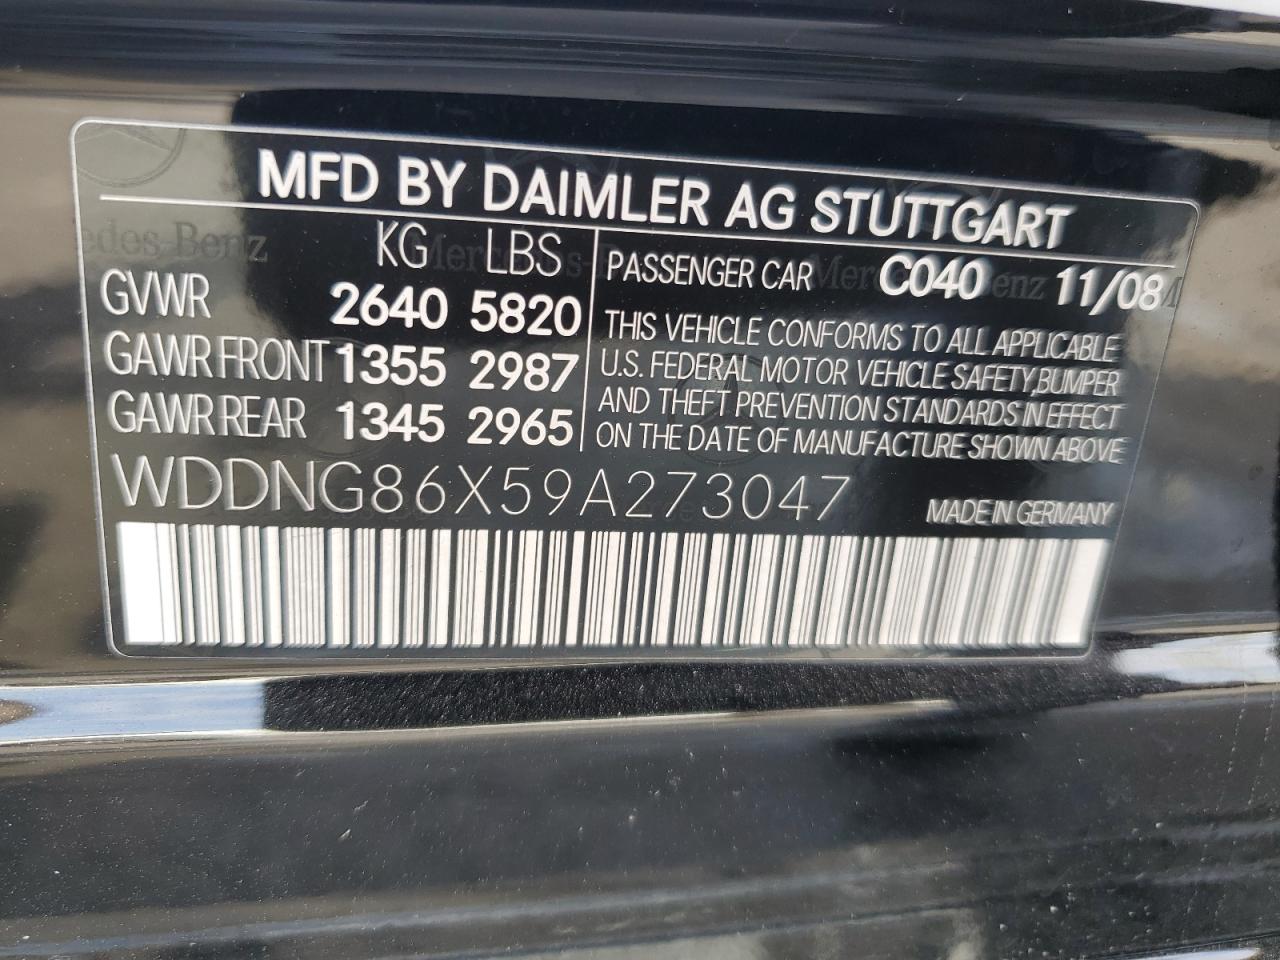 MFD BY DAIMLER AG STUTTGART
KG LBS
GVWR 2640 5820
GAWR FRONT 1355 2987
GAWR REAR 1345 2965
PASSENGER CAR C040 11/08
THIS VEHICLE CONFORMS TO ALL APPLICABLE
U.S. FEDERAL MOTOR VEHICLE SAFETY,BUMPER
AND THEFT PREVENTION STANDARDS IN EFFECT
ON THE DATE OF MANUFACTURE SHOWN ABOVE
WDDNG86X59A273047
MADE IN GERMANY